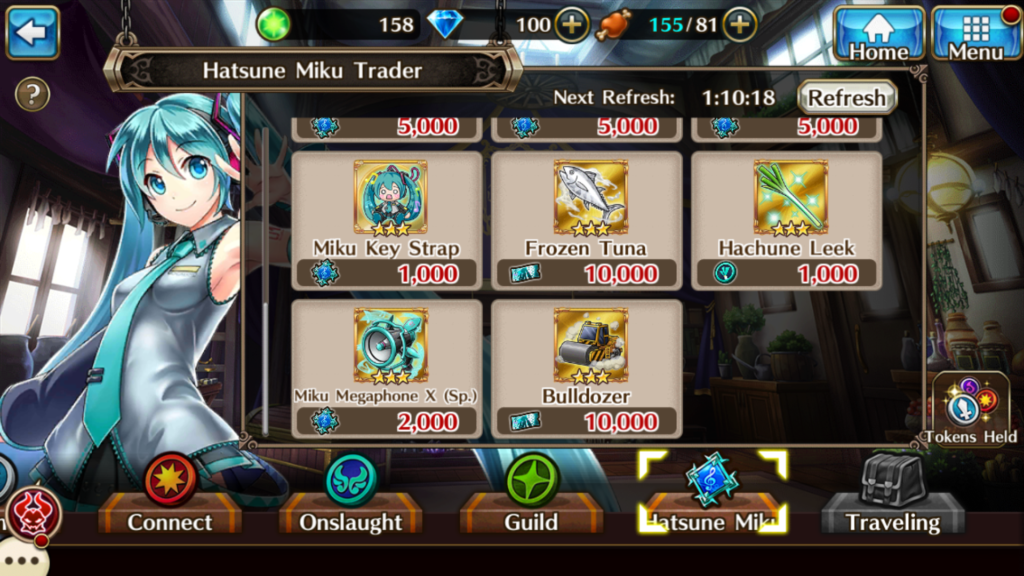 158
100
155/81
Home
Menu
Hatsune Miku Trader
?
Next Refresh: 1:10:18
Refresh
5,000
5,000
5,000
Miku Key Strap
Frozen Tuna
Hachune Leek
1,000
10,000
1,000
Miku Megaphone X (Sp.)
Bulldozer
2,000
10,000
Tokens Held
Connect
Onslaught
Guild
Hatsune Miku
Traveling